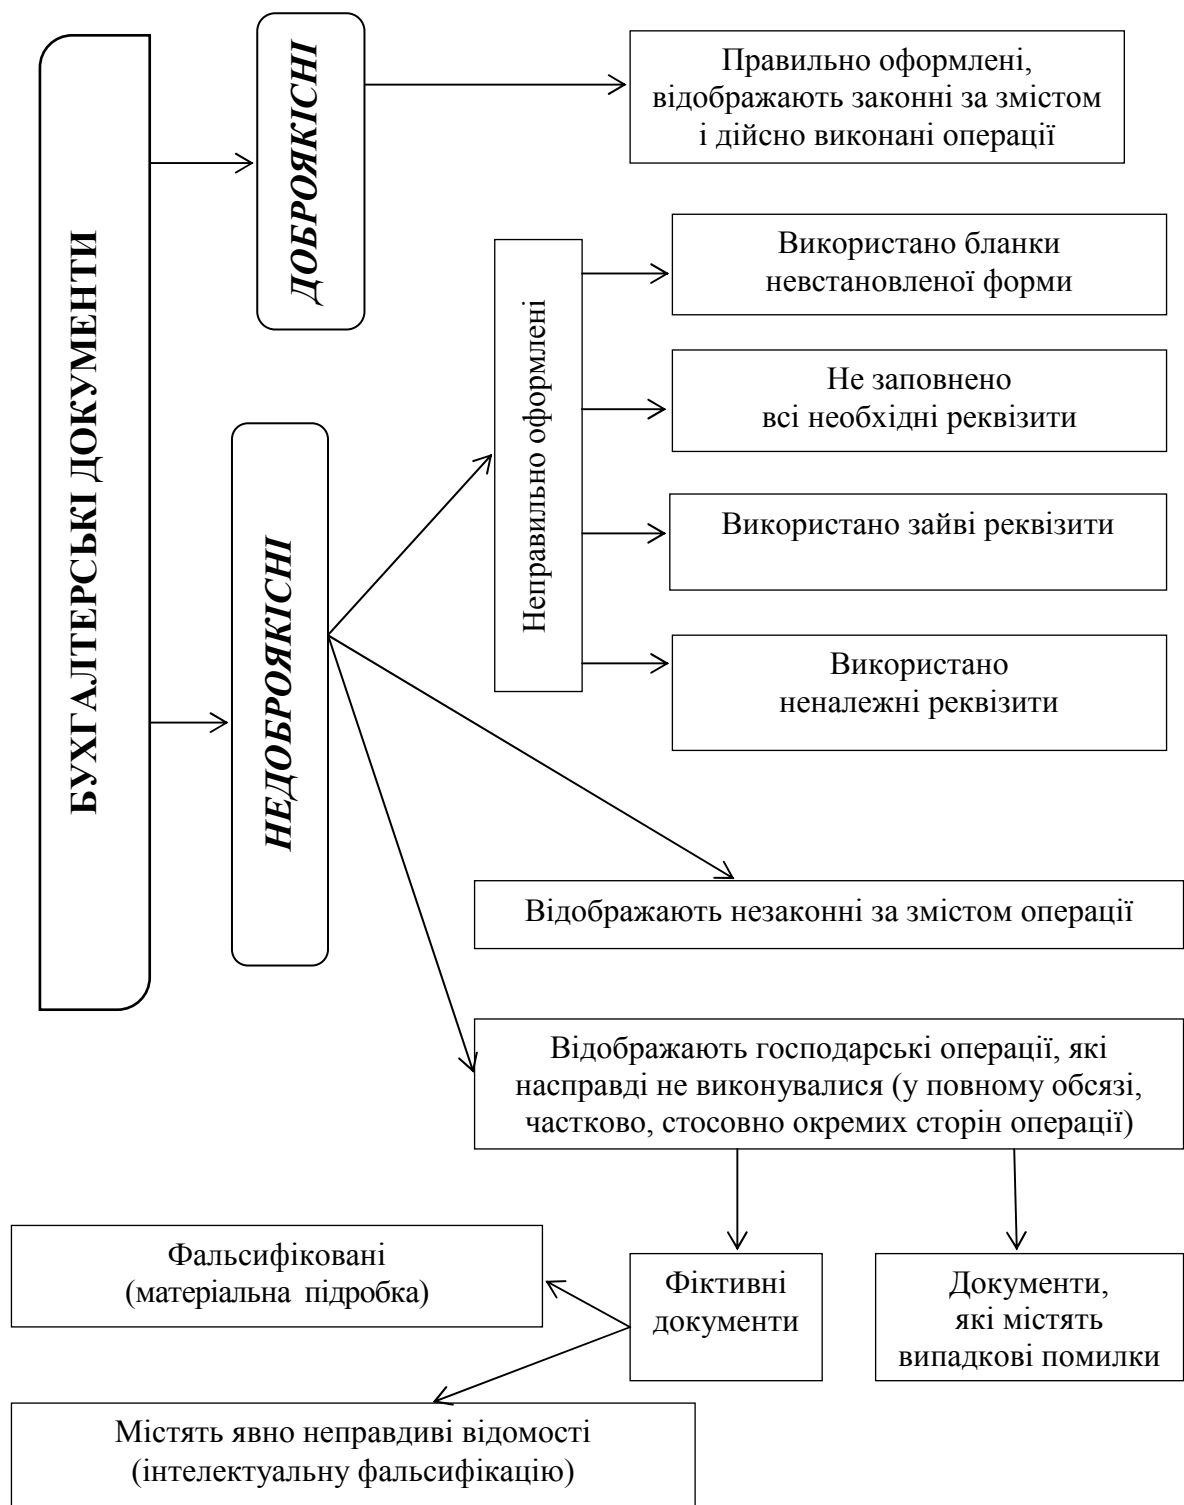 БУХГАЛТЕРСЬКІ ДОКУМЕНТИ
ДОБРОЯКІСНІ
Правильно оформлені,
відображають законні за змістом
і дійсно виконані операції
НЕДОБРОЯКІСНІ
Неправильно оформлені
Використано бланки
невстановленої форми
Не заповнено
всі необхідні реквізити
Використано зайві реквізити
Використано
неналежні реквізити
Відображають незаконні за змістом операції
Відображають господарські операції, які
насправді не виконувалися (у повному обсязі,
частково, стосовно окремих сторін операції)
Фальсифіковані
(матеріальна підробка)
Фіктивні
документи
Документи,
які містять
випадкові помилки
Містять явно неправдиві відомості
(інтелектуальну фальсифікацію)